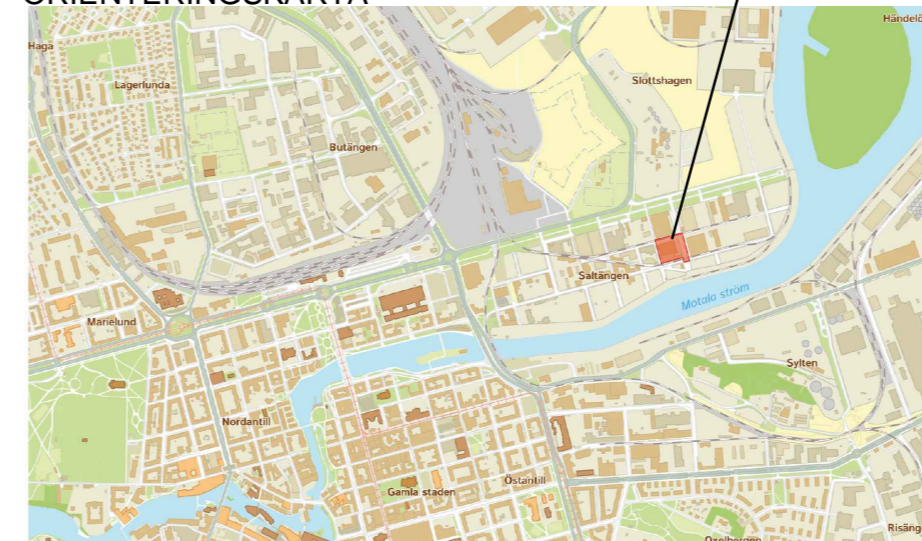 ORIENTERINGSKARTA
Händelö
Haga
Slottshagen
Lagerlunda
Butängen
Saltängen
Motala ström
Marielund
Sylten
Nordantill
Östantill
Gamla staden
Risäng